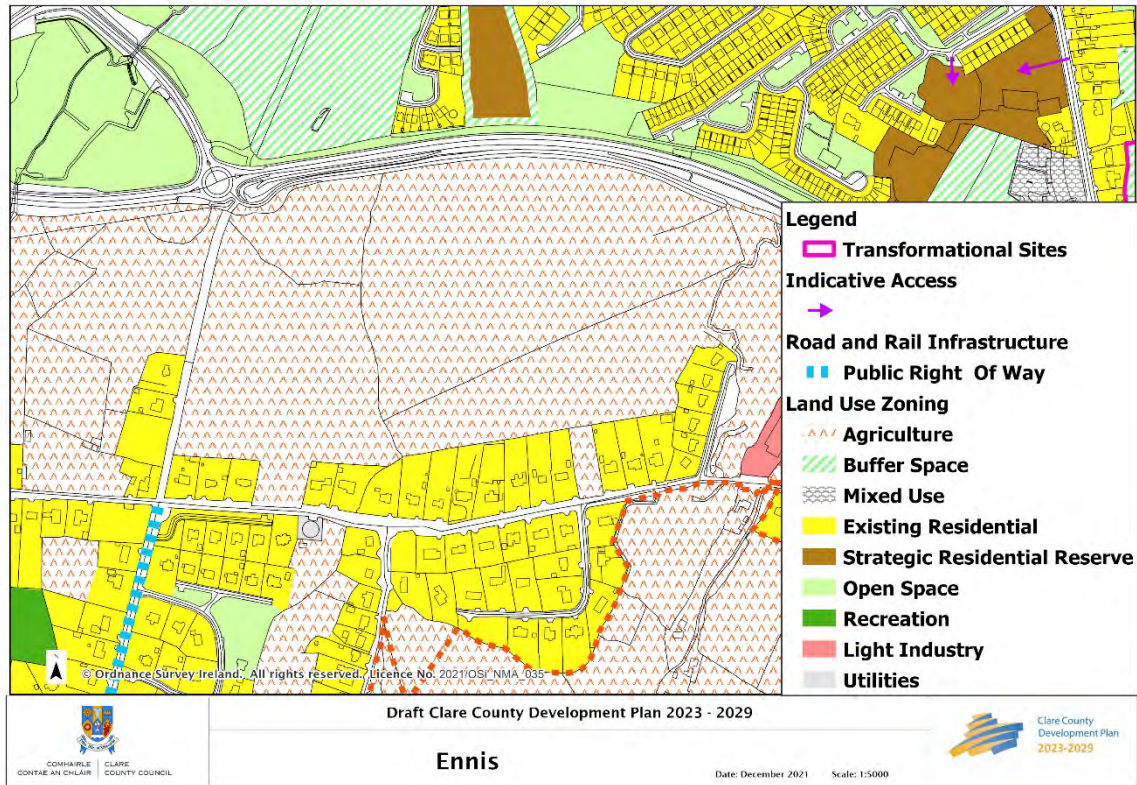 Legend
Transformational Sites
Indicative Access
Road and Rail Infrastructure
Public Right Of Way
Land Use Zoning
Agriculture
Buffer Space
Mixed Use
Existing Residential
Strategic Residential Reserve
Open Space
Recreation
Light Industry
Utilities
© Ordnance Survey Ireland. All rights reserved. Licence No. 2021/OSi_NMA_035
Draft Clare County Development Plan 2023 - 2029
Ennis
Date: December 2021 Scale: 1:5000
COMHAIRLE
CONTAE AN CHLÁIR
CLARE
COUNTY COUNCIL
Clare County
Development Plan
2023-2029